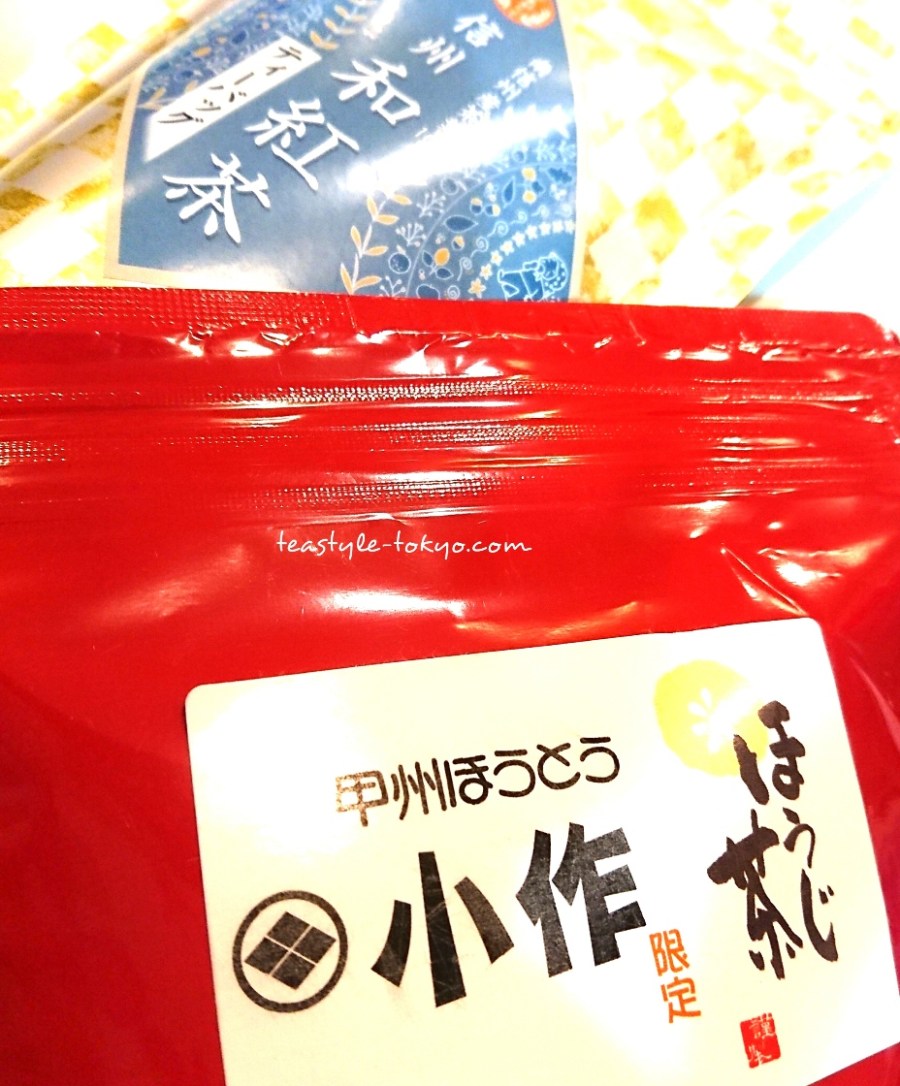 信州
和紅茶
ティーバッグ
teastyle-tokyo.com
甲州ほうとう
小作
限定
ほうじ茶